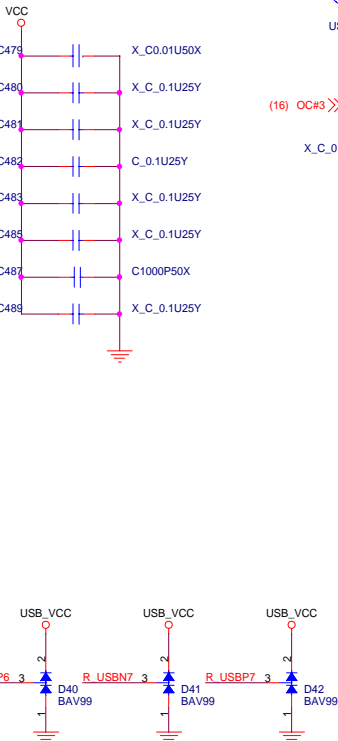 VCC
C479 X_C0.01U50X
C480 X_C_0.1U25Y
C481 X_C_0.1U25Y
C482 C_0.1U25Y
C483 X_C_0.1U25Y
C485 X_C_0.1U25Y
C487 C1000P50X
C489 X_C_0.1U25Y
US
(16) OC#3
X_C_0
USB_VCC USB_VCC USB_VCC
P6 3 2 1 D40 BAV99
R_USBN7 3 2 1 D41 BAV99
R_USBP7 3 2 1 D42 BAV99